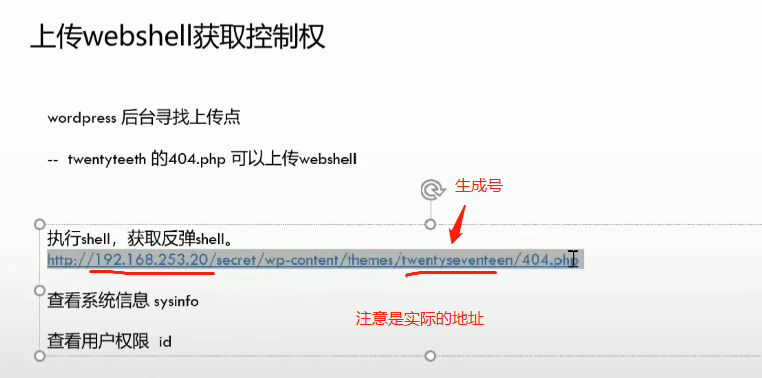 上传webshell获取控制权
wordpress 后台寻找上传点
-- twentyteeth 的404.php 可以上传webshell
生成号
执行shell，获取反弹shell。
http://192.168.253.20/secret/wp-content/themes/twentyseventeen/404.php
查看系统信息 sysinfo
注意是实际的地址
查看用户权限 id